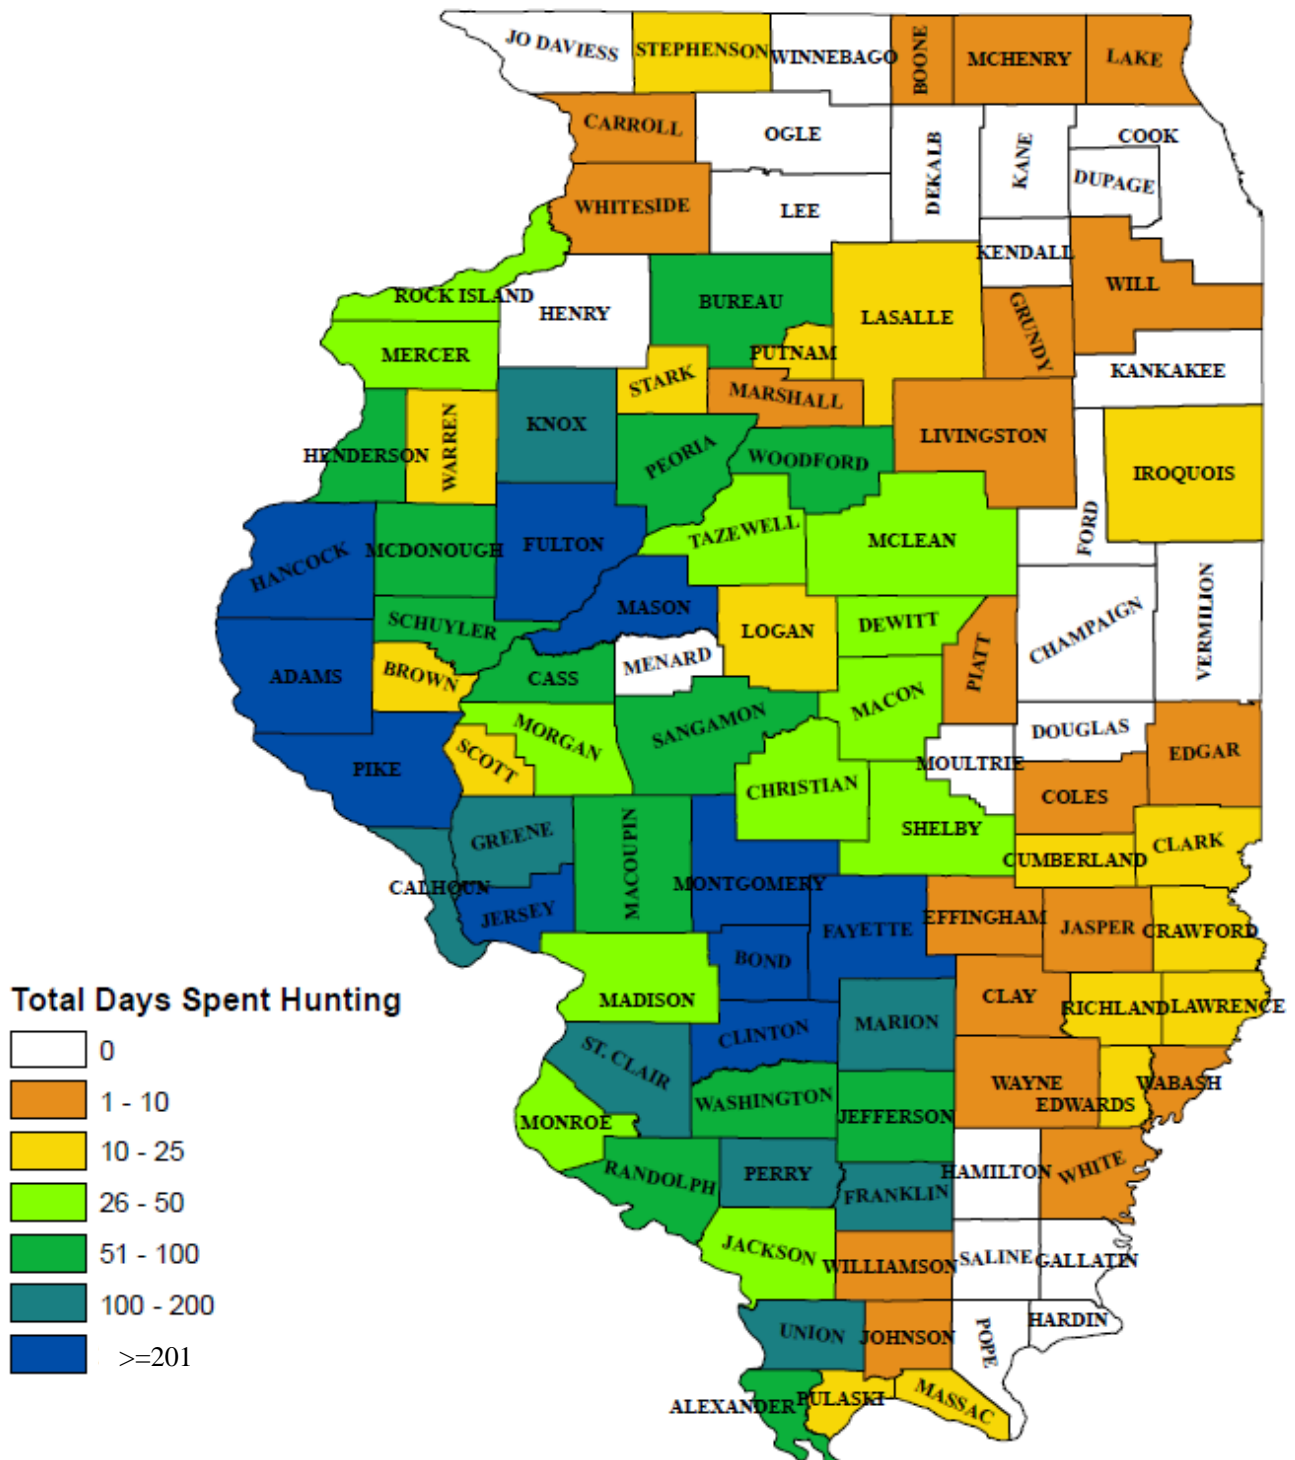 JO DAVIESS
STEPHENSON
WINNEBAGO
BOONE
MCHENRY
LAKE
CARROLL
OGLE
DEKALB
KANE
COOK
DUPAGE
WHITESIDE
LEE
KENDALL
WILL
ROCK ISLAND
HENRY
BUREAU
LASALLE
GRUNDY
MERCER
PUTNAM
KANKAKEE
STARK
MARSHALL
HENDERSON
WARREN
KNOX
PEORIA
WOODFORD
LIVINGSTON
IROQUOIS
FORD
HANCOCK
MCDONOUGH
FULTON
TAZEWELL
MCLEAN
MASON
SCHUYLER
LOGAN
DEWITT
PIATT
CHAMPAIGN
VERMILION
ADAMS
BROWN
CASS
MENARD
MACON
SANGAMON
MORGAN
DOUGLAS
PIKE
SCOTT
CHRISTIAN
MOULTRIE
EDGAR
COLES
GREENE
MACOUPIN
SHELBY
CUMBERLAND
CLARK
CALHOUN
JERSEY
MONTGOMERY
FAYETTE
EFFINGHAM
JASPER
CRAWFORD
BOND
MADISON
CLAY
RICHLAND
LAWRENCE
CLINTON
MARION
ST. CLAIR
WAYNE
EDWARDS
WABASH
MONROE
WASHINGTON
JEFFERSON
RANDOLPH
PERRY
FRANKLIN
HAMILTON
WHITE
JACKSON
WILLIAMSON
SALINE
GALLATIN
UNION
JOHNSON
POPE
HARDIN
ALEXANDER
PULASKI
MASSAC
Total Days Spent Hunting
0
1 - 10
10 - 25
26 - 50
51 - 100
100 - 200
>=201